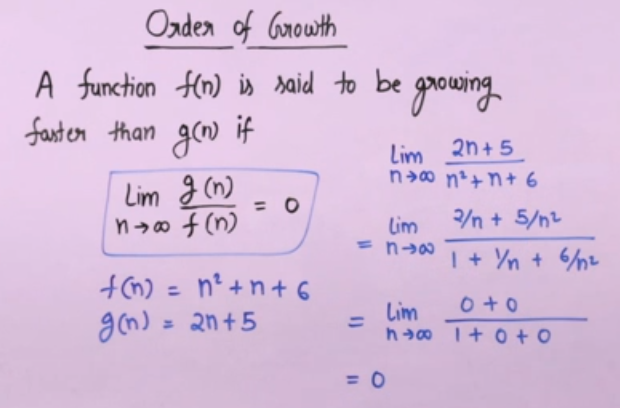 Order of Growth
A function f(n) is said to be growing
faster than g(n) if
Lim n→∞ g(n)/f(n) = 0
f(n) = n² + n + 6
g(n) = 2n+5
Lim n→∞ 2n+5 / n²+n+6
= Lim n→∞ 2/n + 5/n² / 1 + 1/n + 6/n²
= Lim n→∞ 0+0 / 1+0+0
= 0